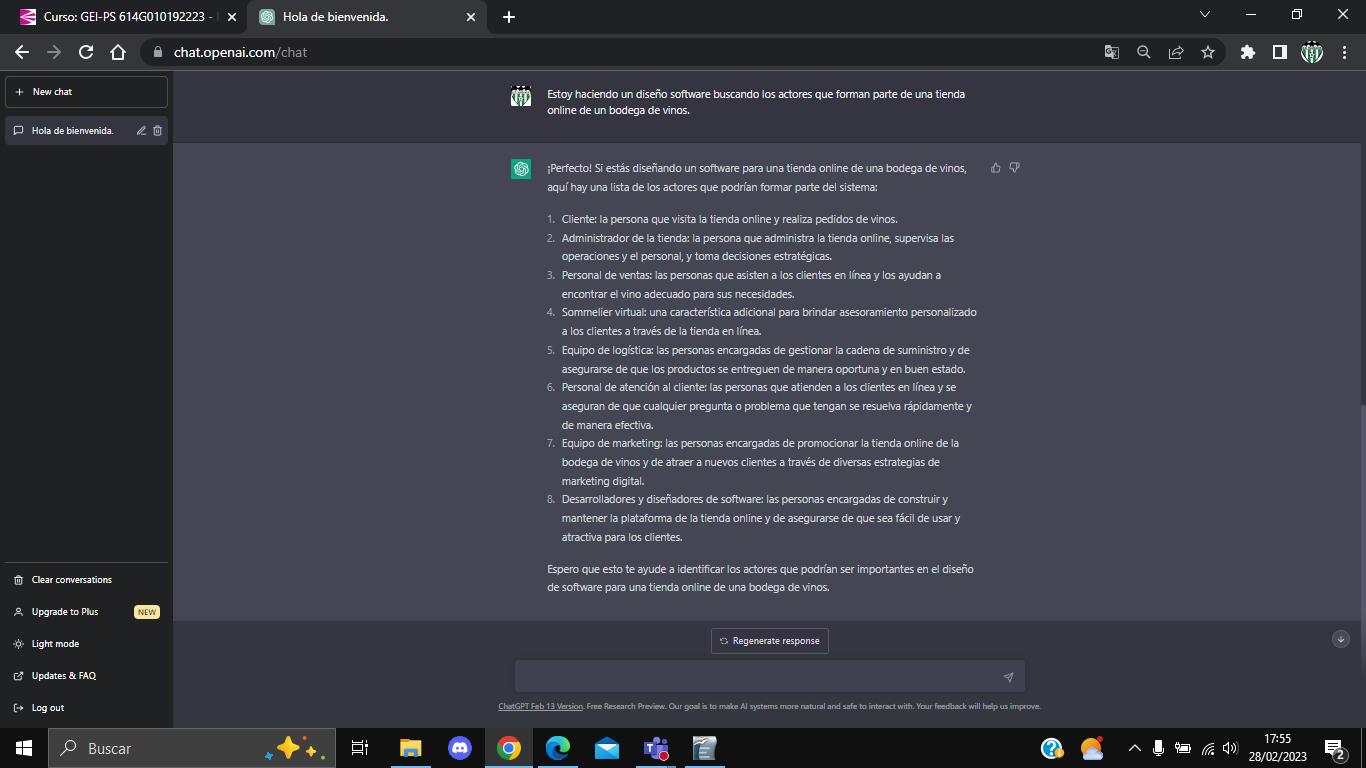 Curso: GEI-PS 614G010192223 -
Hola de bienvenida.
chat.openai.com/chat
New chat
Hola de bienvenida.
Estoy haciendo un diseño software buscando los actores que forman parte de una tienda
online de un bodega de vinos.
¡Perfecto! Si estás diseñando un software para una tienda online de una bodega de vinos,
aquí hay una lista de los actores que podrían formar parte del sistema:
1. Cliente: la persona que visita la tienda online y realiza pedidos de vinos.
2. Administrador de la tienda: la persona que administra la tienda online, supervisa las
operaciones y el personal, y toma decisiones estratégicas.
3. Personal de ventas: las personas que asisten a los clientes en línea y los ayudan a
encontrar el vino adecuado para sus necesidades.
4. Sommelier virtual: una característica adicional para brindar asesoramiento personalizado
a los clientes a través de la tienda en línea.
5. Equipo de logística: las personas encargadas de gestionar la cadena de suministro y de
asegurarse de que los productos se entreguen de manera oportuna y en buen estado.
6. Personal de atención al cliente: las personas que atienden a los clientes en línea y se
aseguran de que cualquier pregunta o problema que tengan se resuelva rápidamente y
de manera efectiva.
7. Equipo de marketing: las personas encargadas de promocionar la tienda online de la
bodega de vinos y de atraer a nuevos clientes a través de diversas estrategias de
marketing digital.
8. Desarrolladores y diseñadores de software: las personas encargadas de construir y
mantener la plataforma de la tienda online y de asegurarse de que sea fácil de usar y
atractiva para los clientes.
Espero que esto te ayude a identificar los actores que podrían ser importantes en el diseño
de software para una tienda online de una bodega de vinos.
Clear conversations
Upgrade to Plus NEW
Light mode
Updates & FAQ
Log out
Regenerate response
ChatGPT Feb 13 Version. Free Research Preview. Our goal is to make AI systems more natural and safe to interact with. Your feedback will help us improve.
Buscar
17:55
28/02/2023
2